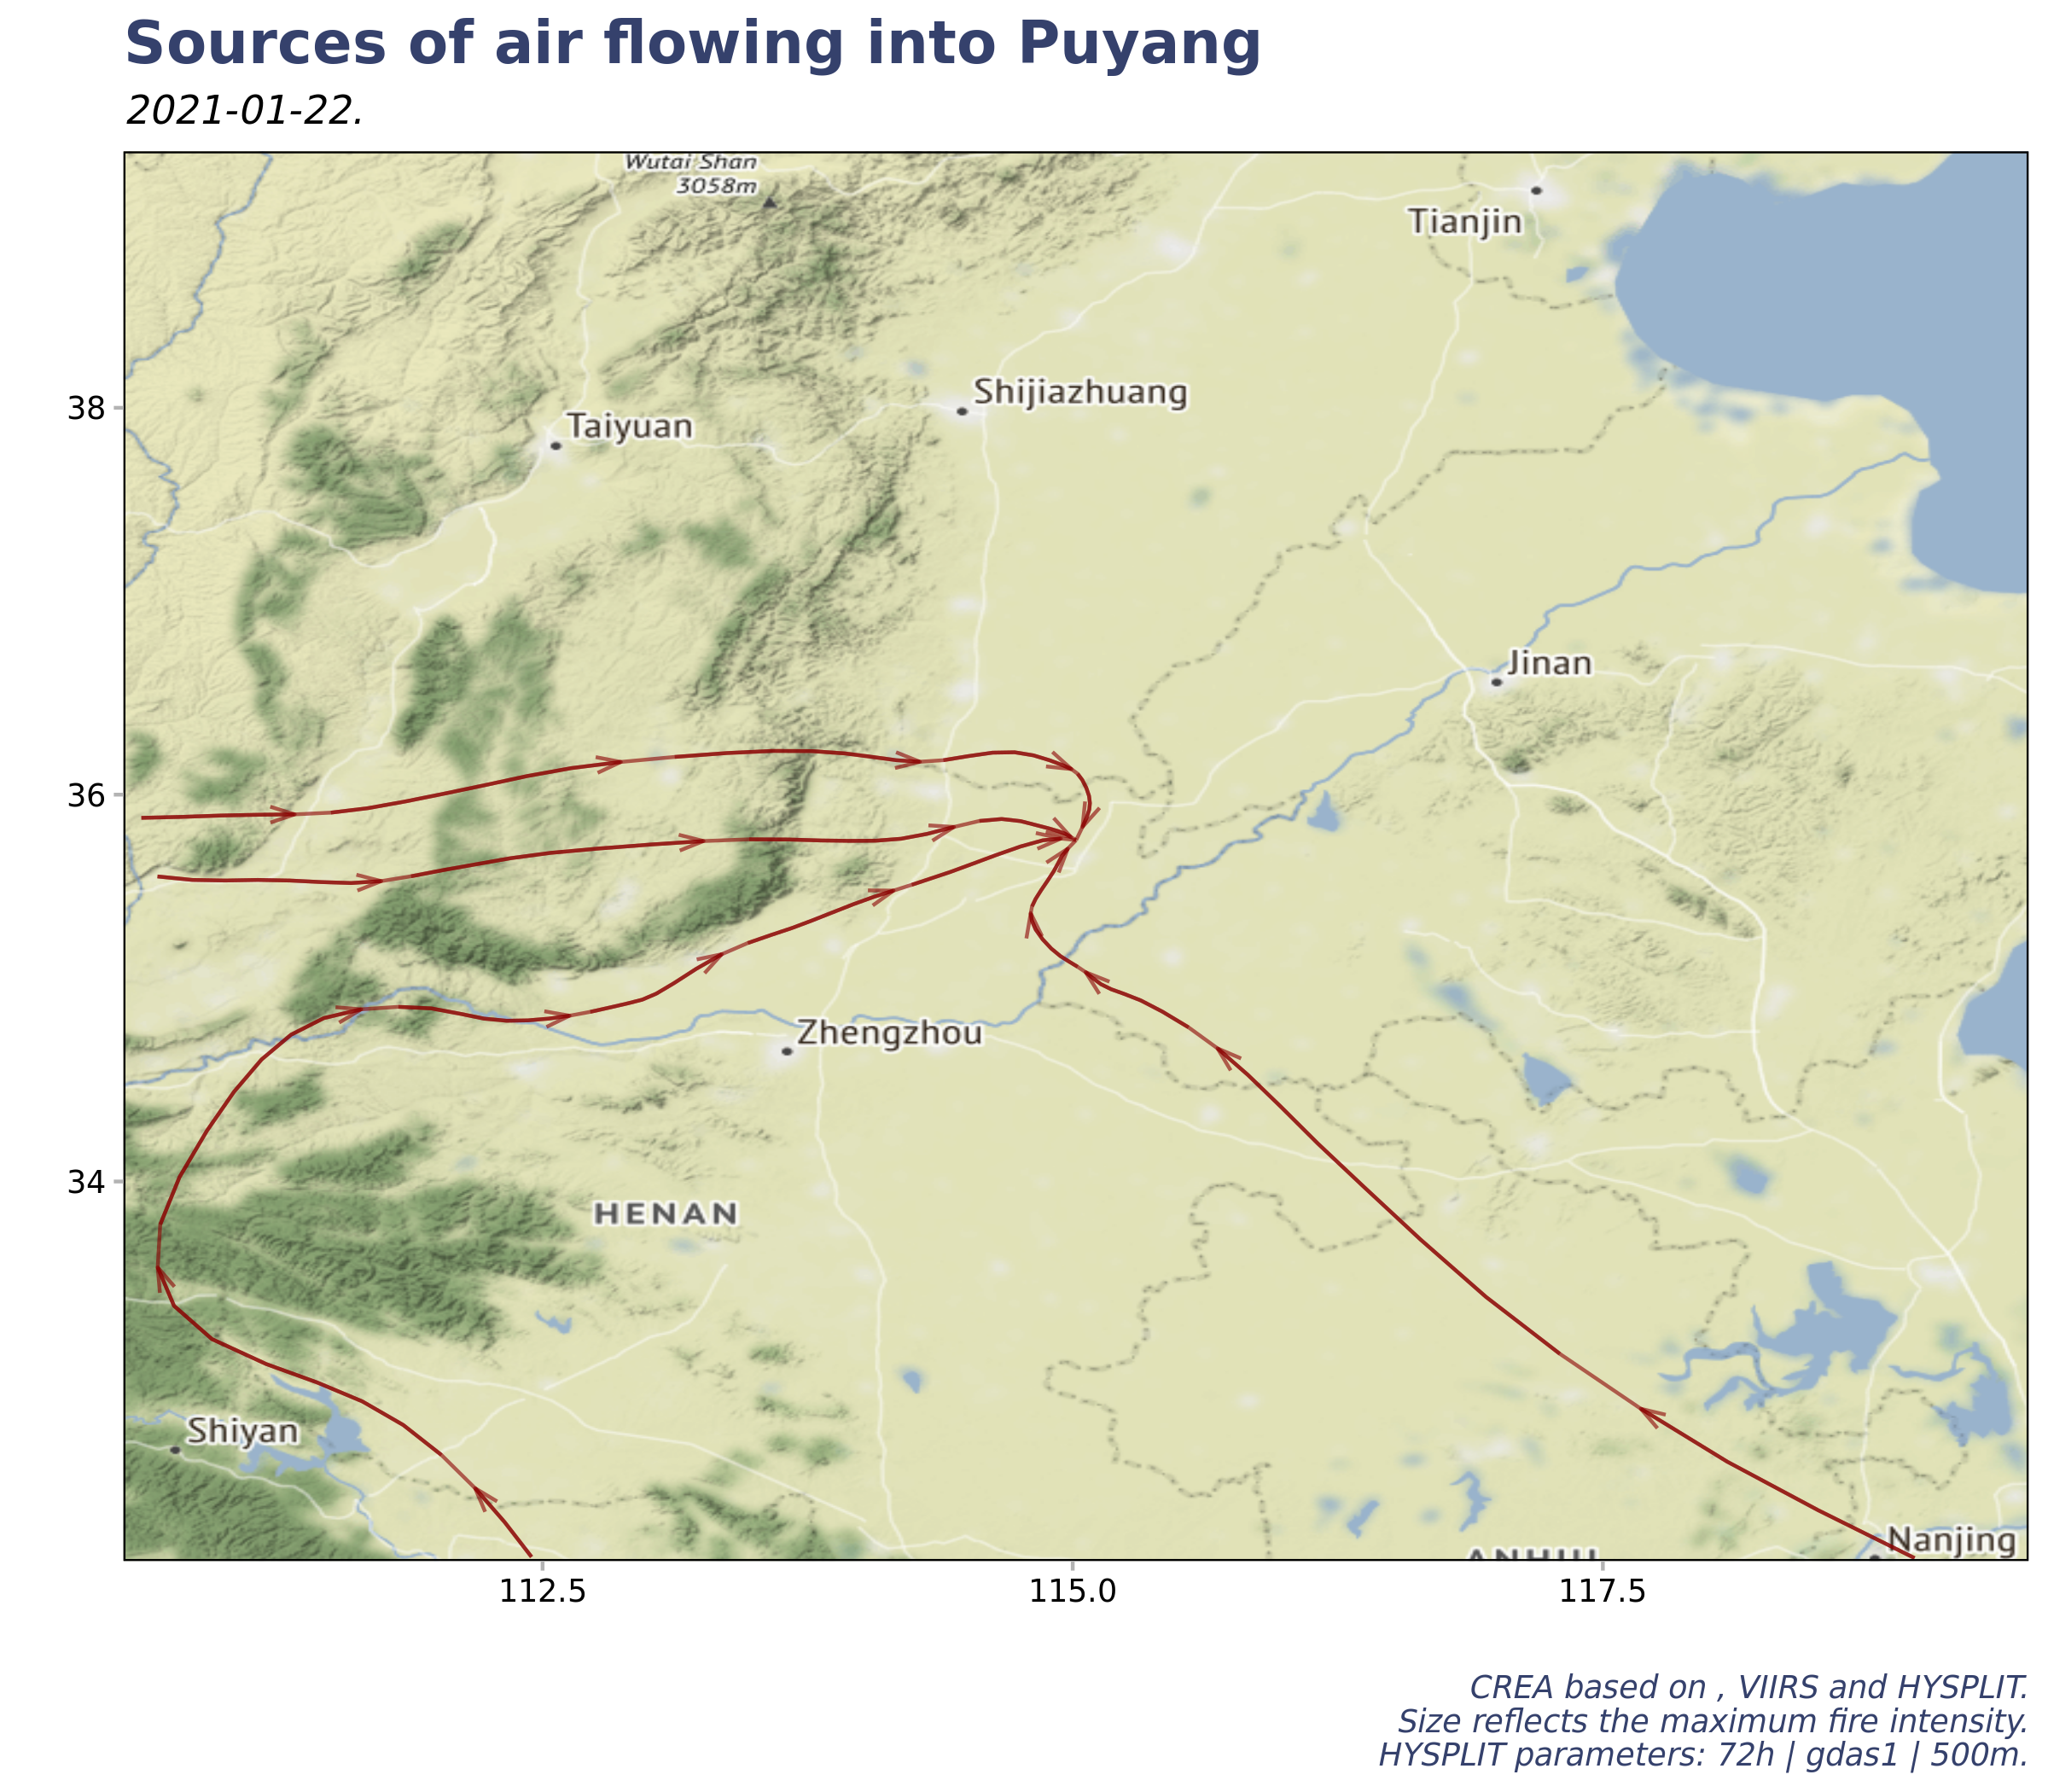 Sources of air flowing into Puyang
2021-01-22.
Wutai Shan
3058m
Tianjin
38
Shijiazhuang
Taiyuan
Jinan
36
Zhengzhou
34
HENAN
Shiyan
Nanjing
ANHUI
112.5
115.0
117.5
CREA based on , VIIRS and HYSPLIT.
Size reflects the maximum fire intensity.
HYSPLIT parameters: 72h | gdas1 | 500m.